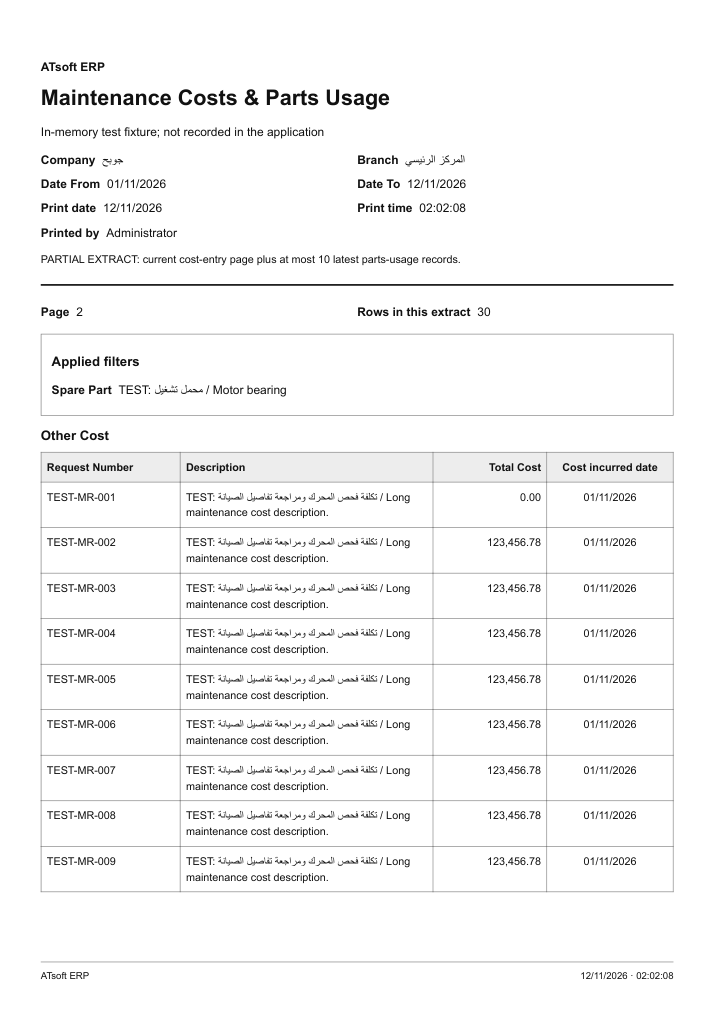 ATsoft ERP
Maintenance Costs & Parts Usage
In-memory test fixture; not recorded in the application
Company جويح
Branch المركز الرئيسي
Date From 01/11/2026
Date To 12/11/2026
Print date 12/11/2026
Print time 02:02:08
Printed by Administrator
PARTIAL EXTRACT: current cost-entry page plus at most 10 latest parts-usage records.
Page 2
Rows in this extract 30
Applied filters
Spare Part TEST: محمل تشغيل / Motor bearing
Other Cost
Request Number Description Total Cost Cost incurred date
TEST-MR-001 TEST: تكلفة فحص المحرك ومراجعة تفاصيل الصيانة / Long 0.00 01/11/2026
maintenance cost description.
TEST-MR-002 TEST: تكلفة فحص المحرك ومراجعة تفاصيل الصيانة / Long 123,456.78 01/11/2026
maintenance cost description.
TEST-MR-003 TEST: تكلفة فحص المحرك ومراجعة تفاصيل الصيانة / Long 123,456.78 01/11/2026
maintenance cost description.
TEST-MR-004 TEST: تكلفة فحص المحرك ومراجعة تفاصيل الصيانة / Long 123,456.78 01/11/2026
maintenance cost description.
TEST-MR-005 TEST: تكلفة فحص المحرك ومراجعة تفاصيل الصيانة / Long 123,456.78 01/11/2026
maintenance cost description.
TEST-MR-006 TEST: تكلفة فحص المحرك ومراجعة تفاصيل الصيانة / Long 123,456.78 01/11/2026
maintenance cost description.
TEST-MR-007 TEST: تكلفة فحص المحرك ومراجعة تفاصيل الصيانة / Long 123,456.78 01/11/2026
maintenance cost description.
TEST-MR-008 TEST: تكلفة فحص المحرك ومراجعة تفاصيل الصيانة / Long 123,456.78 01/11/2026
maintenance cost description.
TEST-MR-009 TEST: تكلفة فحص المحرك ومراجعة تفاصيل الصيانة / Long 123,456.78 01/11/2026
maintenance cost description.
ATsoft ERP
12/11/2026 · 02:02:08